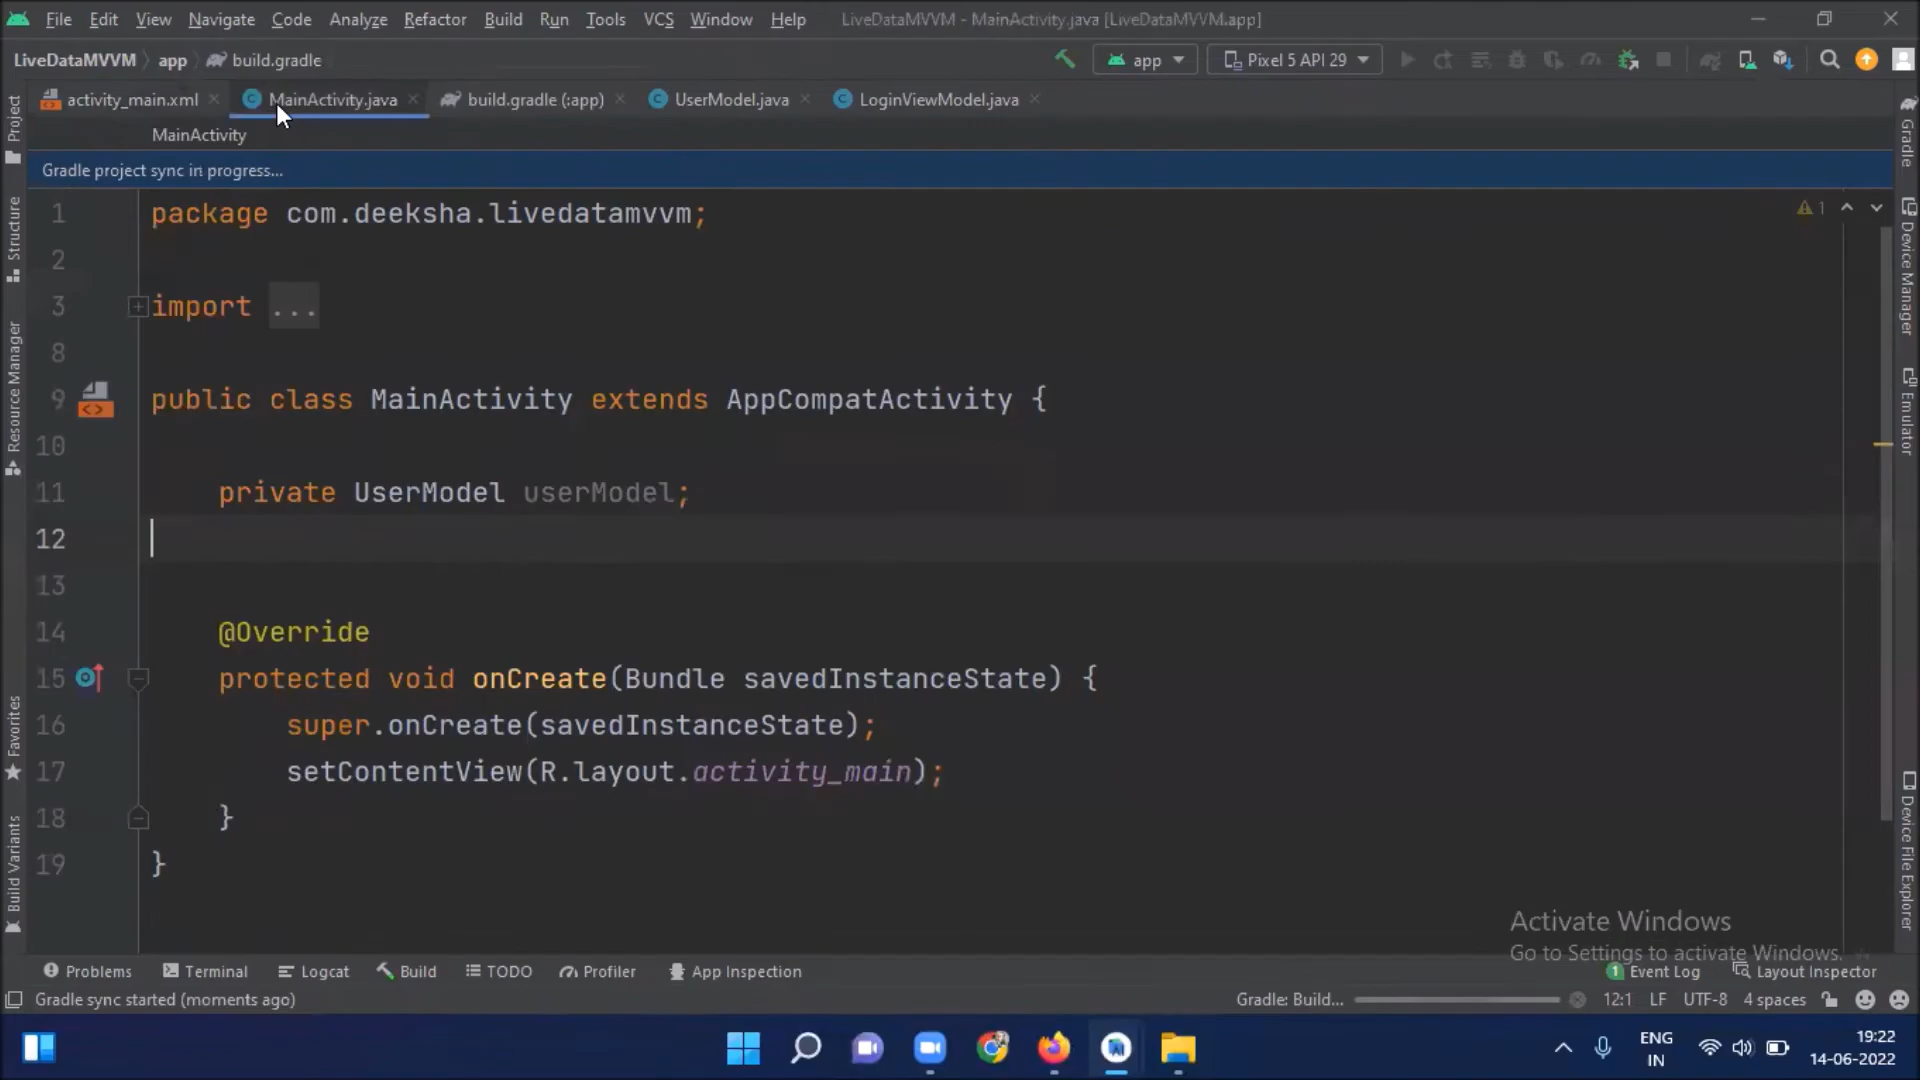 File Edit View Navigate Code Analyze Refactor Build Run Tools VCS Window Help LiveDataMVVM - MainActivity.java [LiveDataMVVM.app]
LiveDataMVVM app build.gradle app Pixel 5 API 29
activity_main.xml MainActivity.java build.gradle (:app) UserModel.java LoginViewModel.java
MainActivity
Gradle project sync in progress...
1 package com.deeksha.livedatamvvm;
1
2
3 import ...
8
9 public class MainActivity extends AppCompatActivity {
10
11 private UserModel userModel;
12
13
14 @Override
15 protected void onCreate(Bundle savedInstanceState) {
16 super.onCreate(savedInstanceState);
17 setContentView(R.layout.activity_main);
18 }
19 }
Project
Structure
Resource Manager
Favorites
Build Variants
Gradle
Device Manager
Emulator
Device File Explorer
Activate Windows
Go to Settings to activate Windows.
Problems Terminal Logcat Build TODO Profiler App Inspection 1 Event Log Layout Inspector
Gradle sync started (moments ago) Gradle: Build... 12:1 LF UTF-8 4 spaces
ENG
IN
19:22
14-06-2022